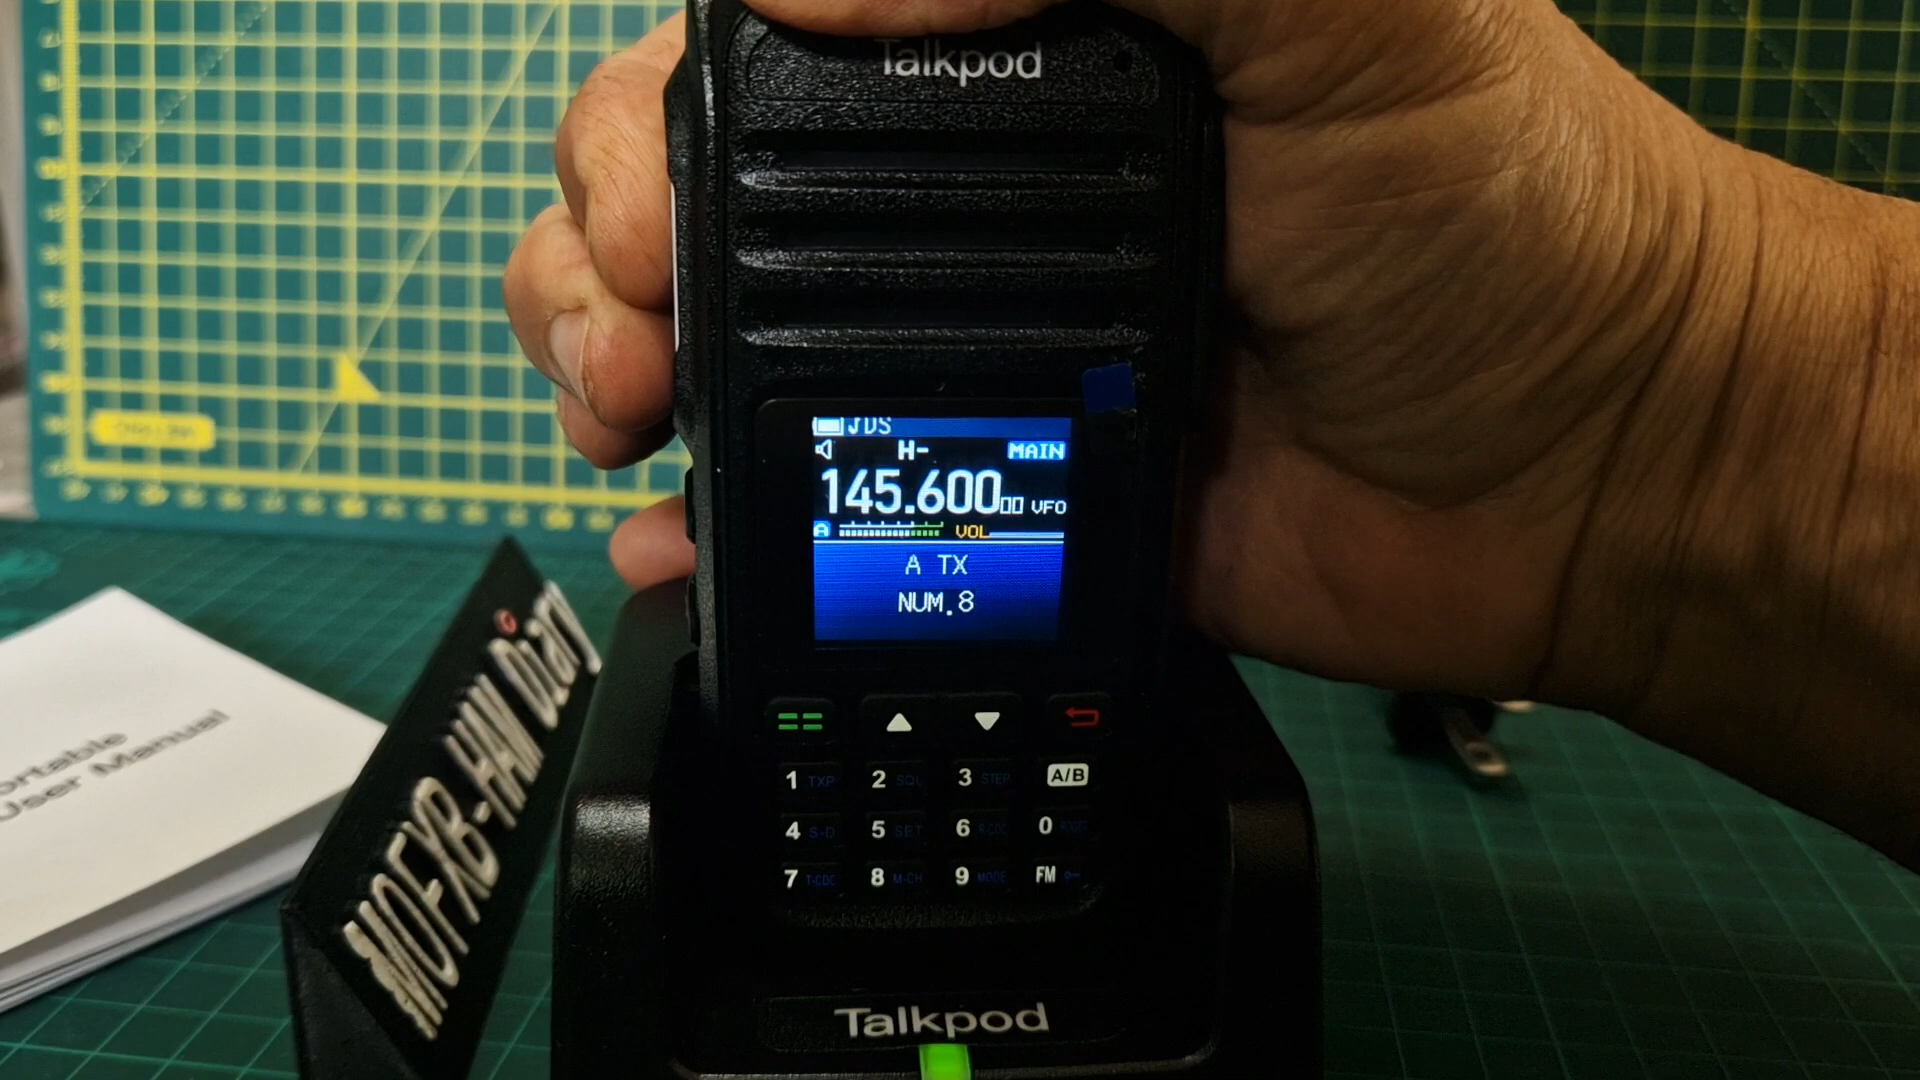 Talkpod
JDS
H- MAIN
145.60000 VFO
A VOL
A TX
NUM.8
1 TXP 2 SQL 3 STEP A/B
4 S-D 5 SET 6 R-CDC 0
7 T-CDC 8 M-CH 9 MODE FM
Talkpod
M0FXB-HAM Diary
User Manual